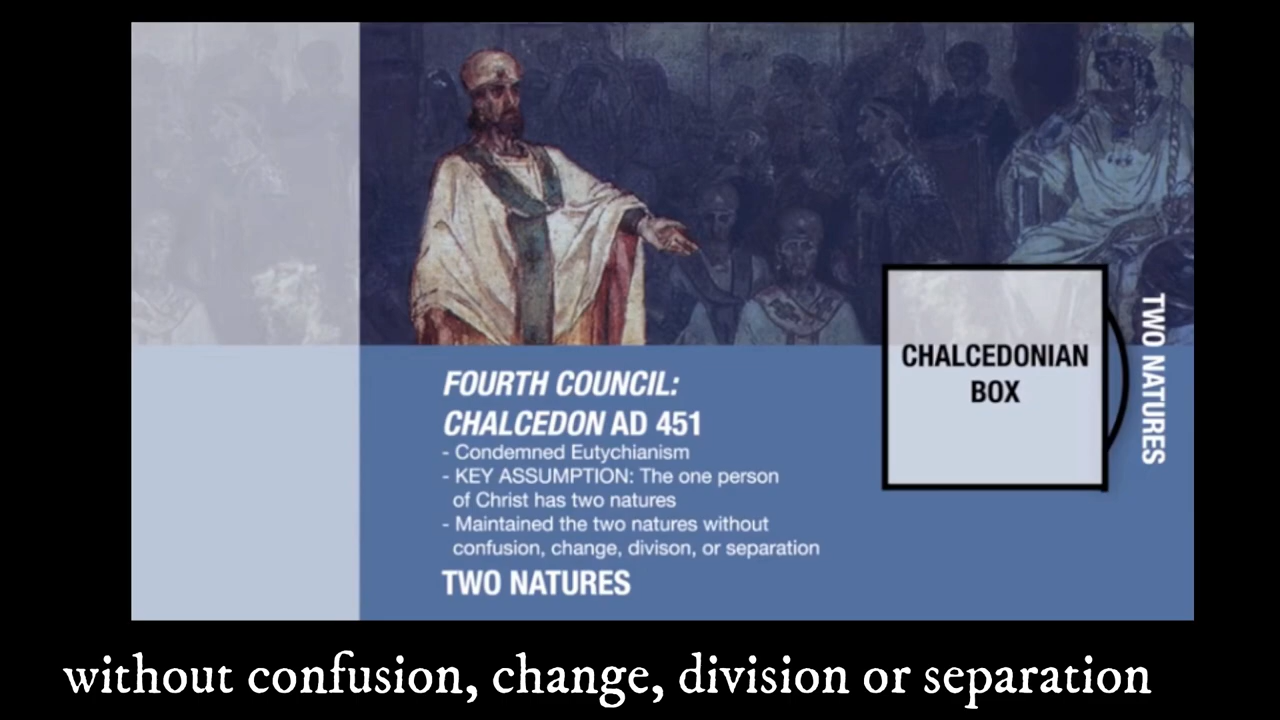 FOURTH COUNCIL:
CHALCEDON AD 451
- Condemned Eutychianism
- KEY ASSUMPTION: The one person
of Christ has two natures
- Maintained the two natures without
confusion, change, divison, or separation
TWO NATURES
CHALCEDONIAN
BOX
TWO NATURES
without confusion, change, division or separation